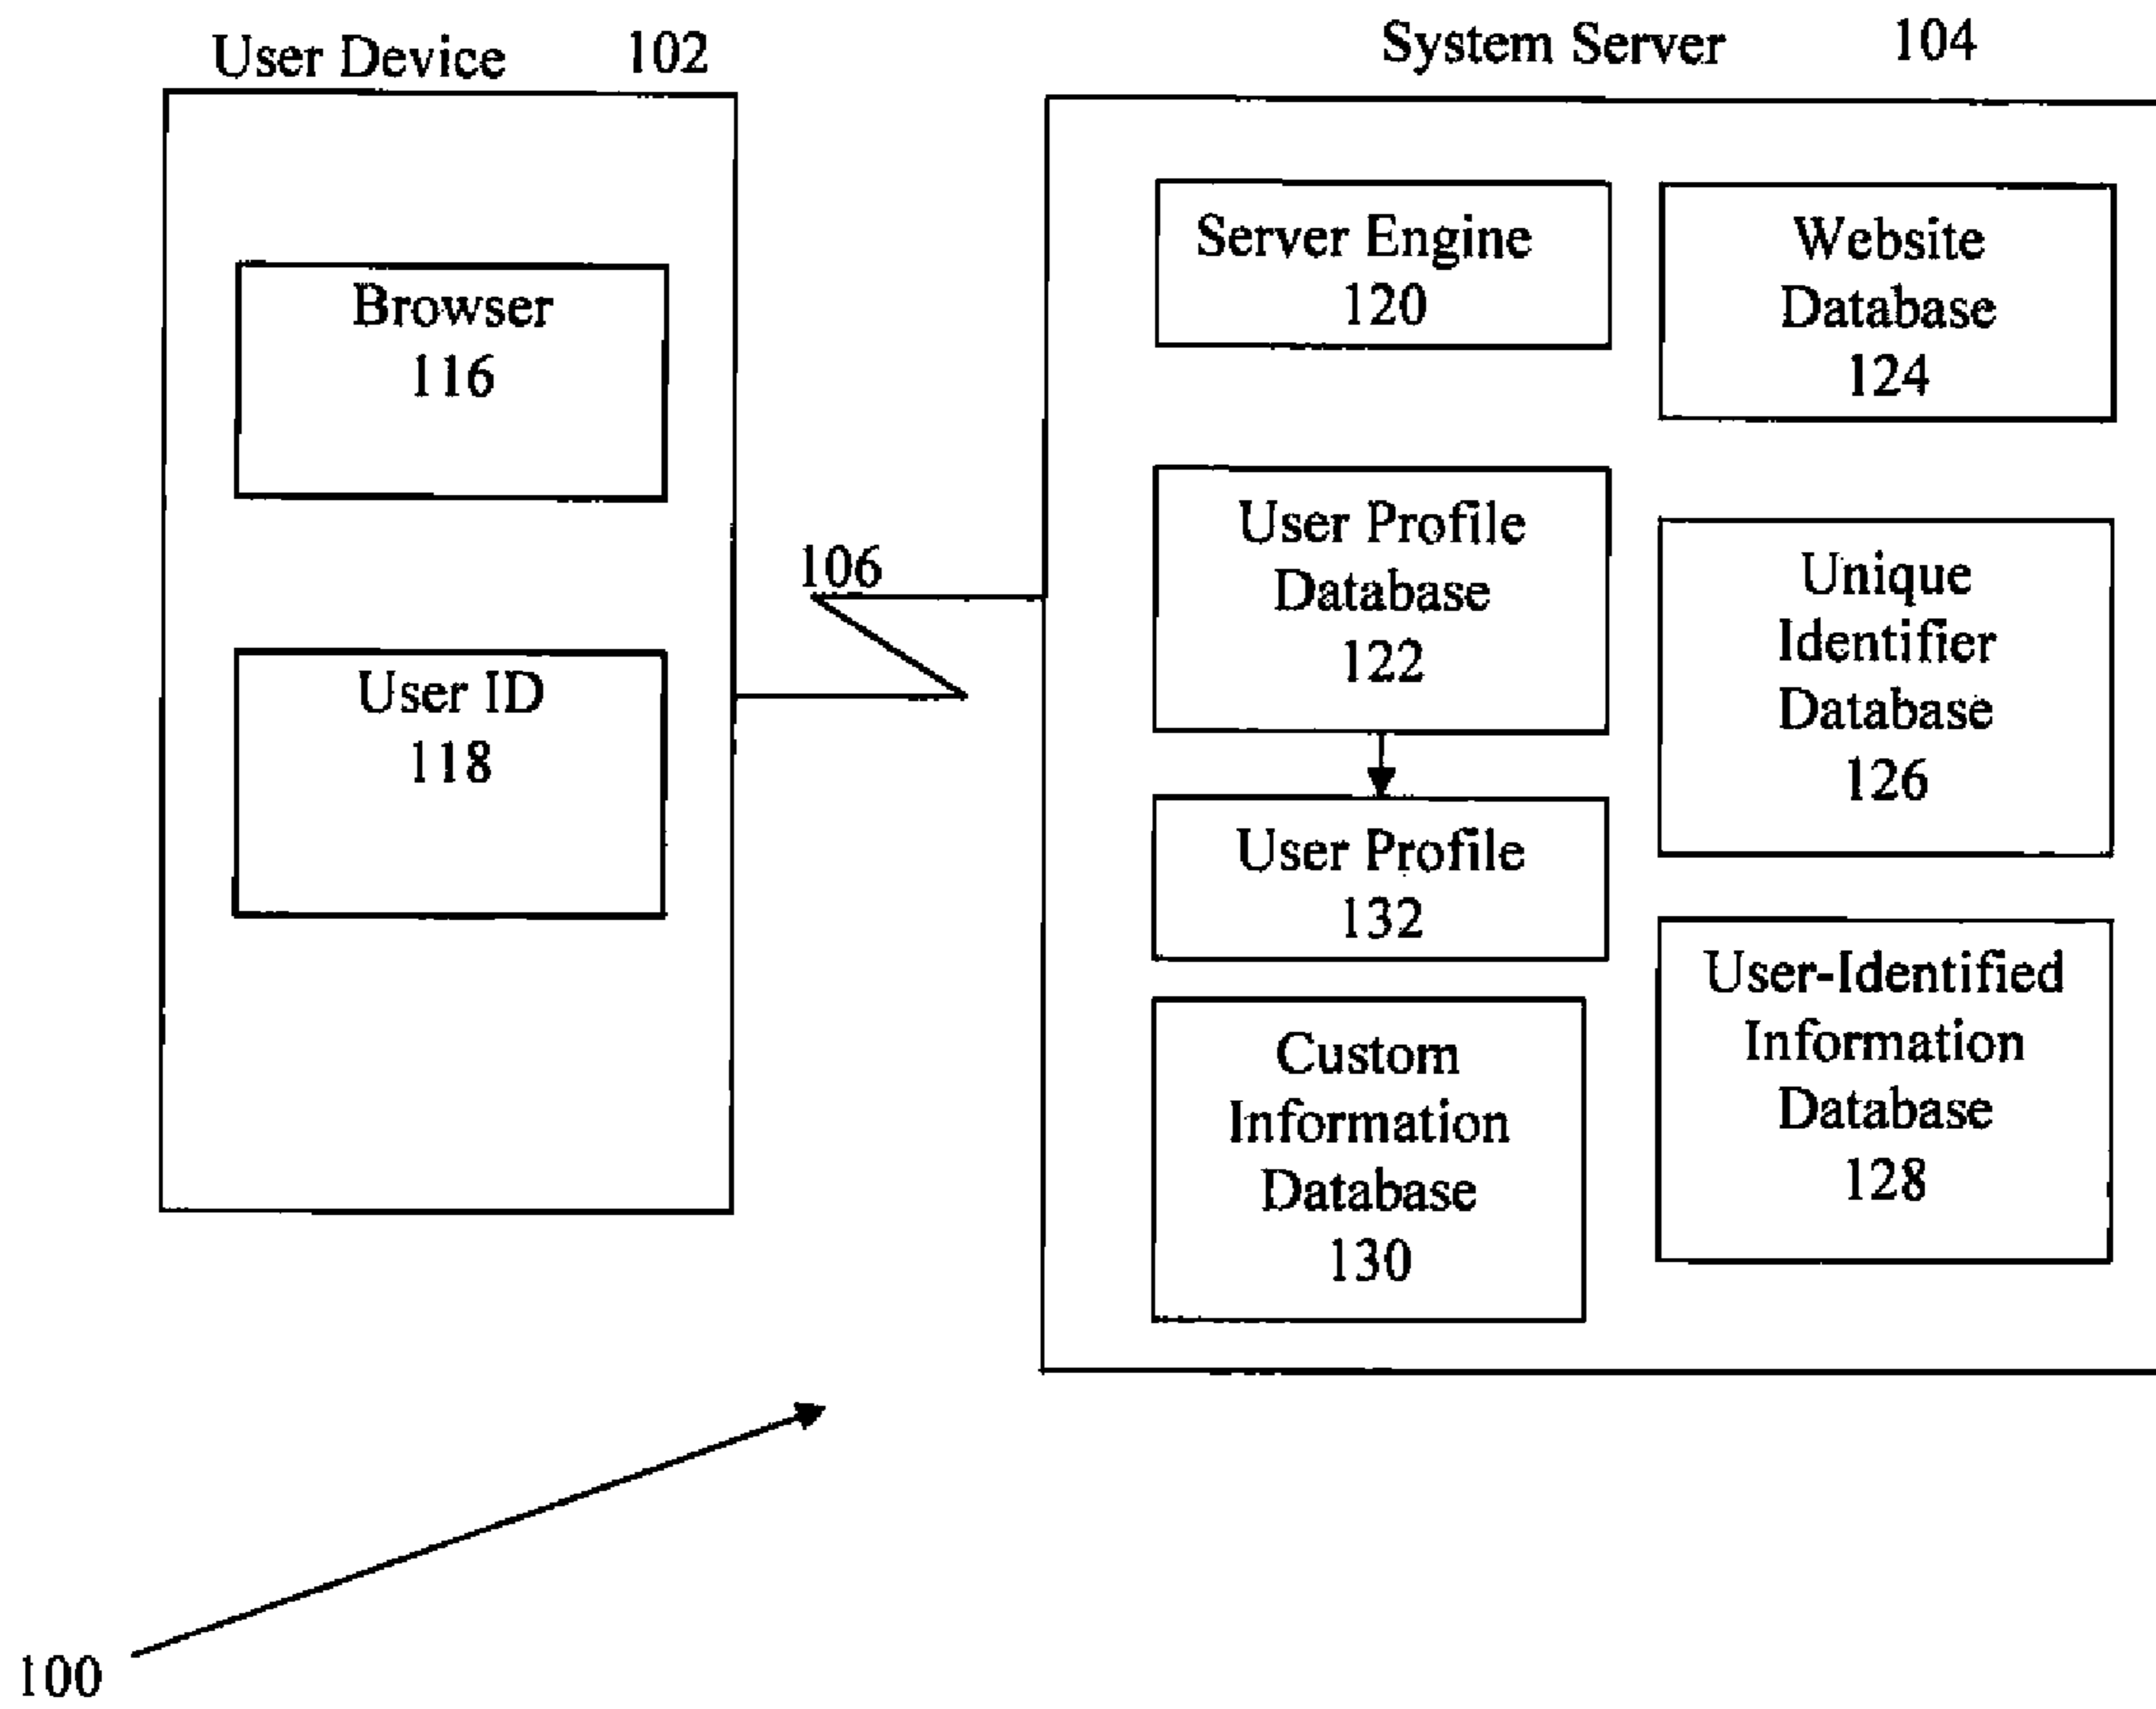 User Device 102
System Server 104
Browser
116
User ID
118
106
Server Engine
120
Website
Database
124
User Profile
Database
122
Unique
Identifier
Database
126
User Profile
132
User-Identified
Information
Database
128
Custom
Information
Database
130
100